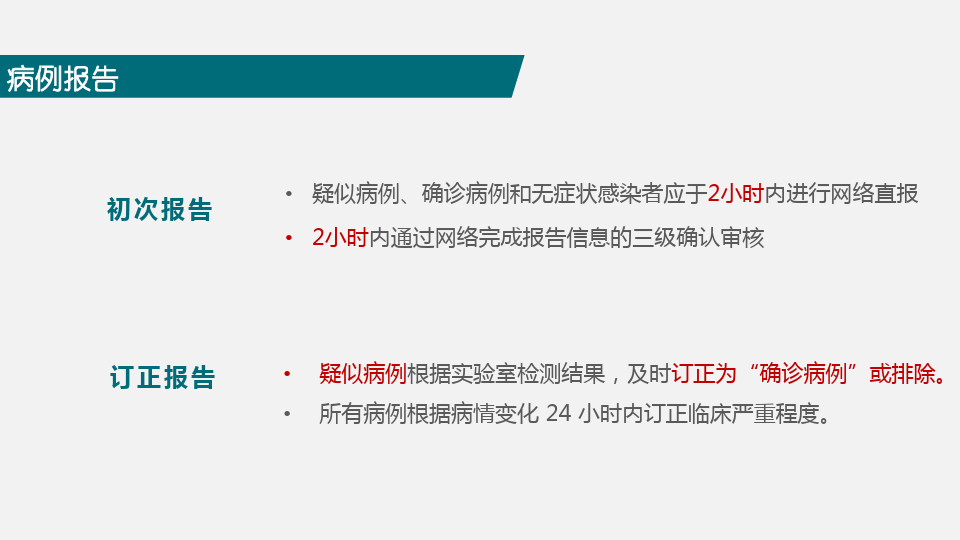 病例报告
初次报告
• 疑似病例、确诊病例和无症状感染者应于2小时内进行网络直报
• 2小时内通过网络完成报告信息的三级确认审核
订正报告
• 疑似病例根据实验室检测结果，及时订正为“确诊病例”或排除。
• 所有病例根据病情变化 24 小时内订正临床严重程度。